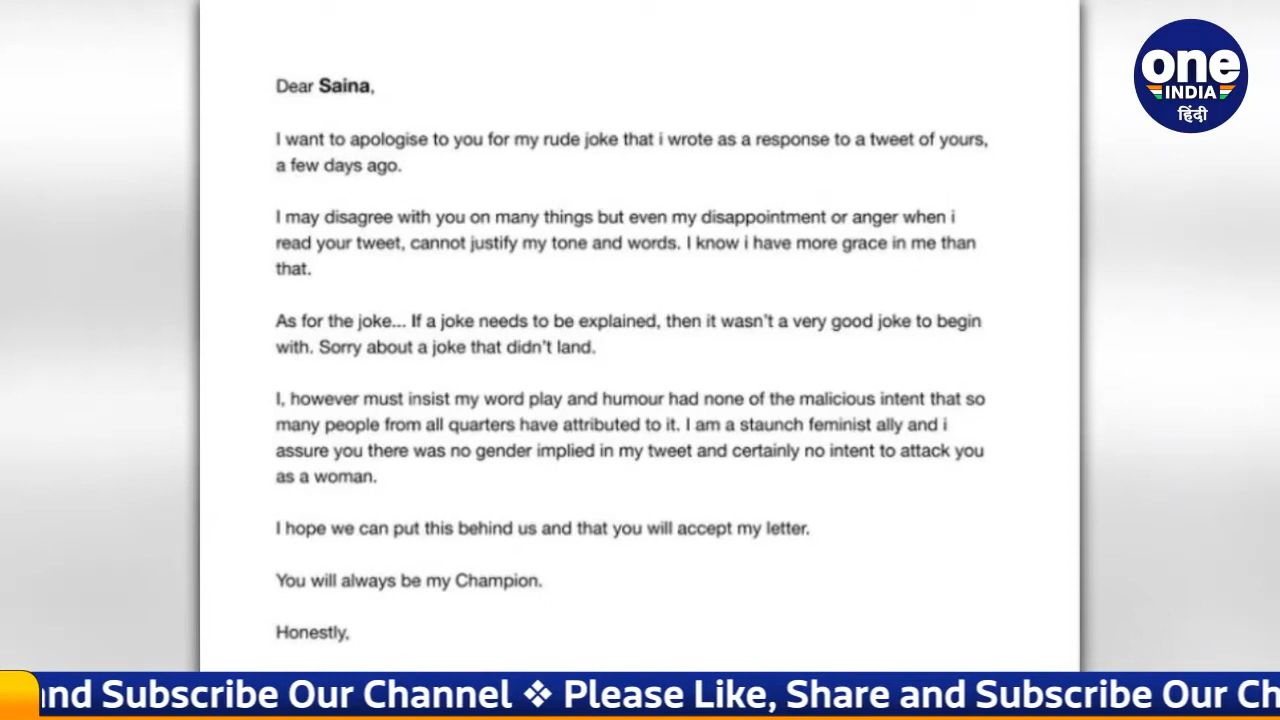 Dear Saina,
I want to apologise to you for my rude joke that i wrote as a response to a tweet of yours,
a few days ago.
I may disagree with you on many things but even my disappointment or anger when i
read your tweet, cannot justify my tone and words. I know i have more grace in me than
that.
As for the joke... If a joke needs to be explained, then it wasn't a very good joke to begin
with. Sorry about a joke that didn't land.
I, however must insist my word play and humour had none of the malicious intent that so
many people from all quarters have attributed to it. I am a staunch feminist ally and i
assure you there was no gender implied in my tweet and certainly no intent to attack you
as a woman.
I hope we can put this behind us and that you will accept my letter.
You will always be my Champion.
Honestly,
one
INDIA
हिंदी
and Subscribe Our Channel ❖ Please Like, Share and Subscribe Our Ch